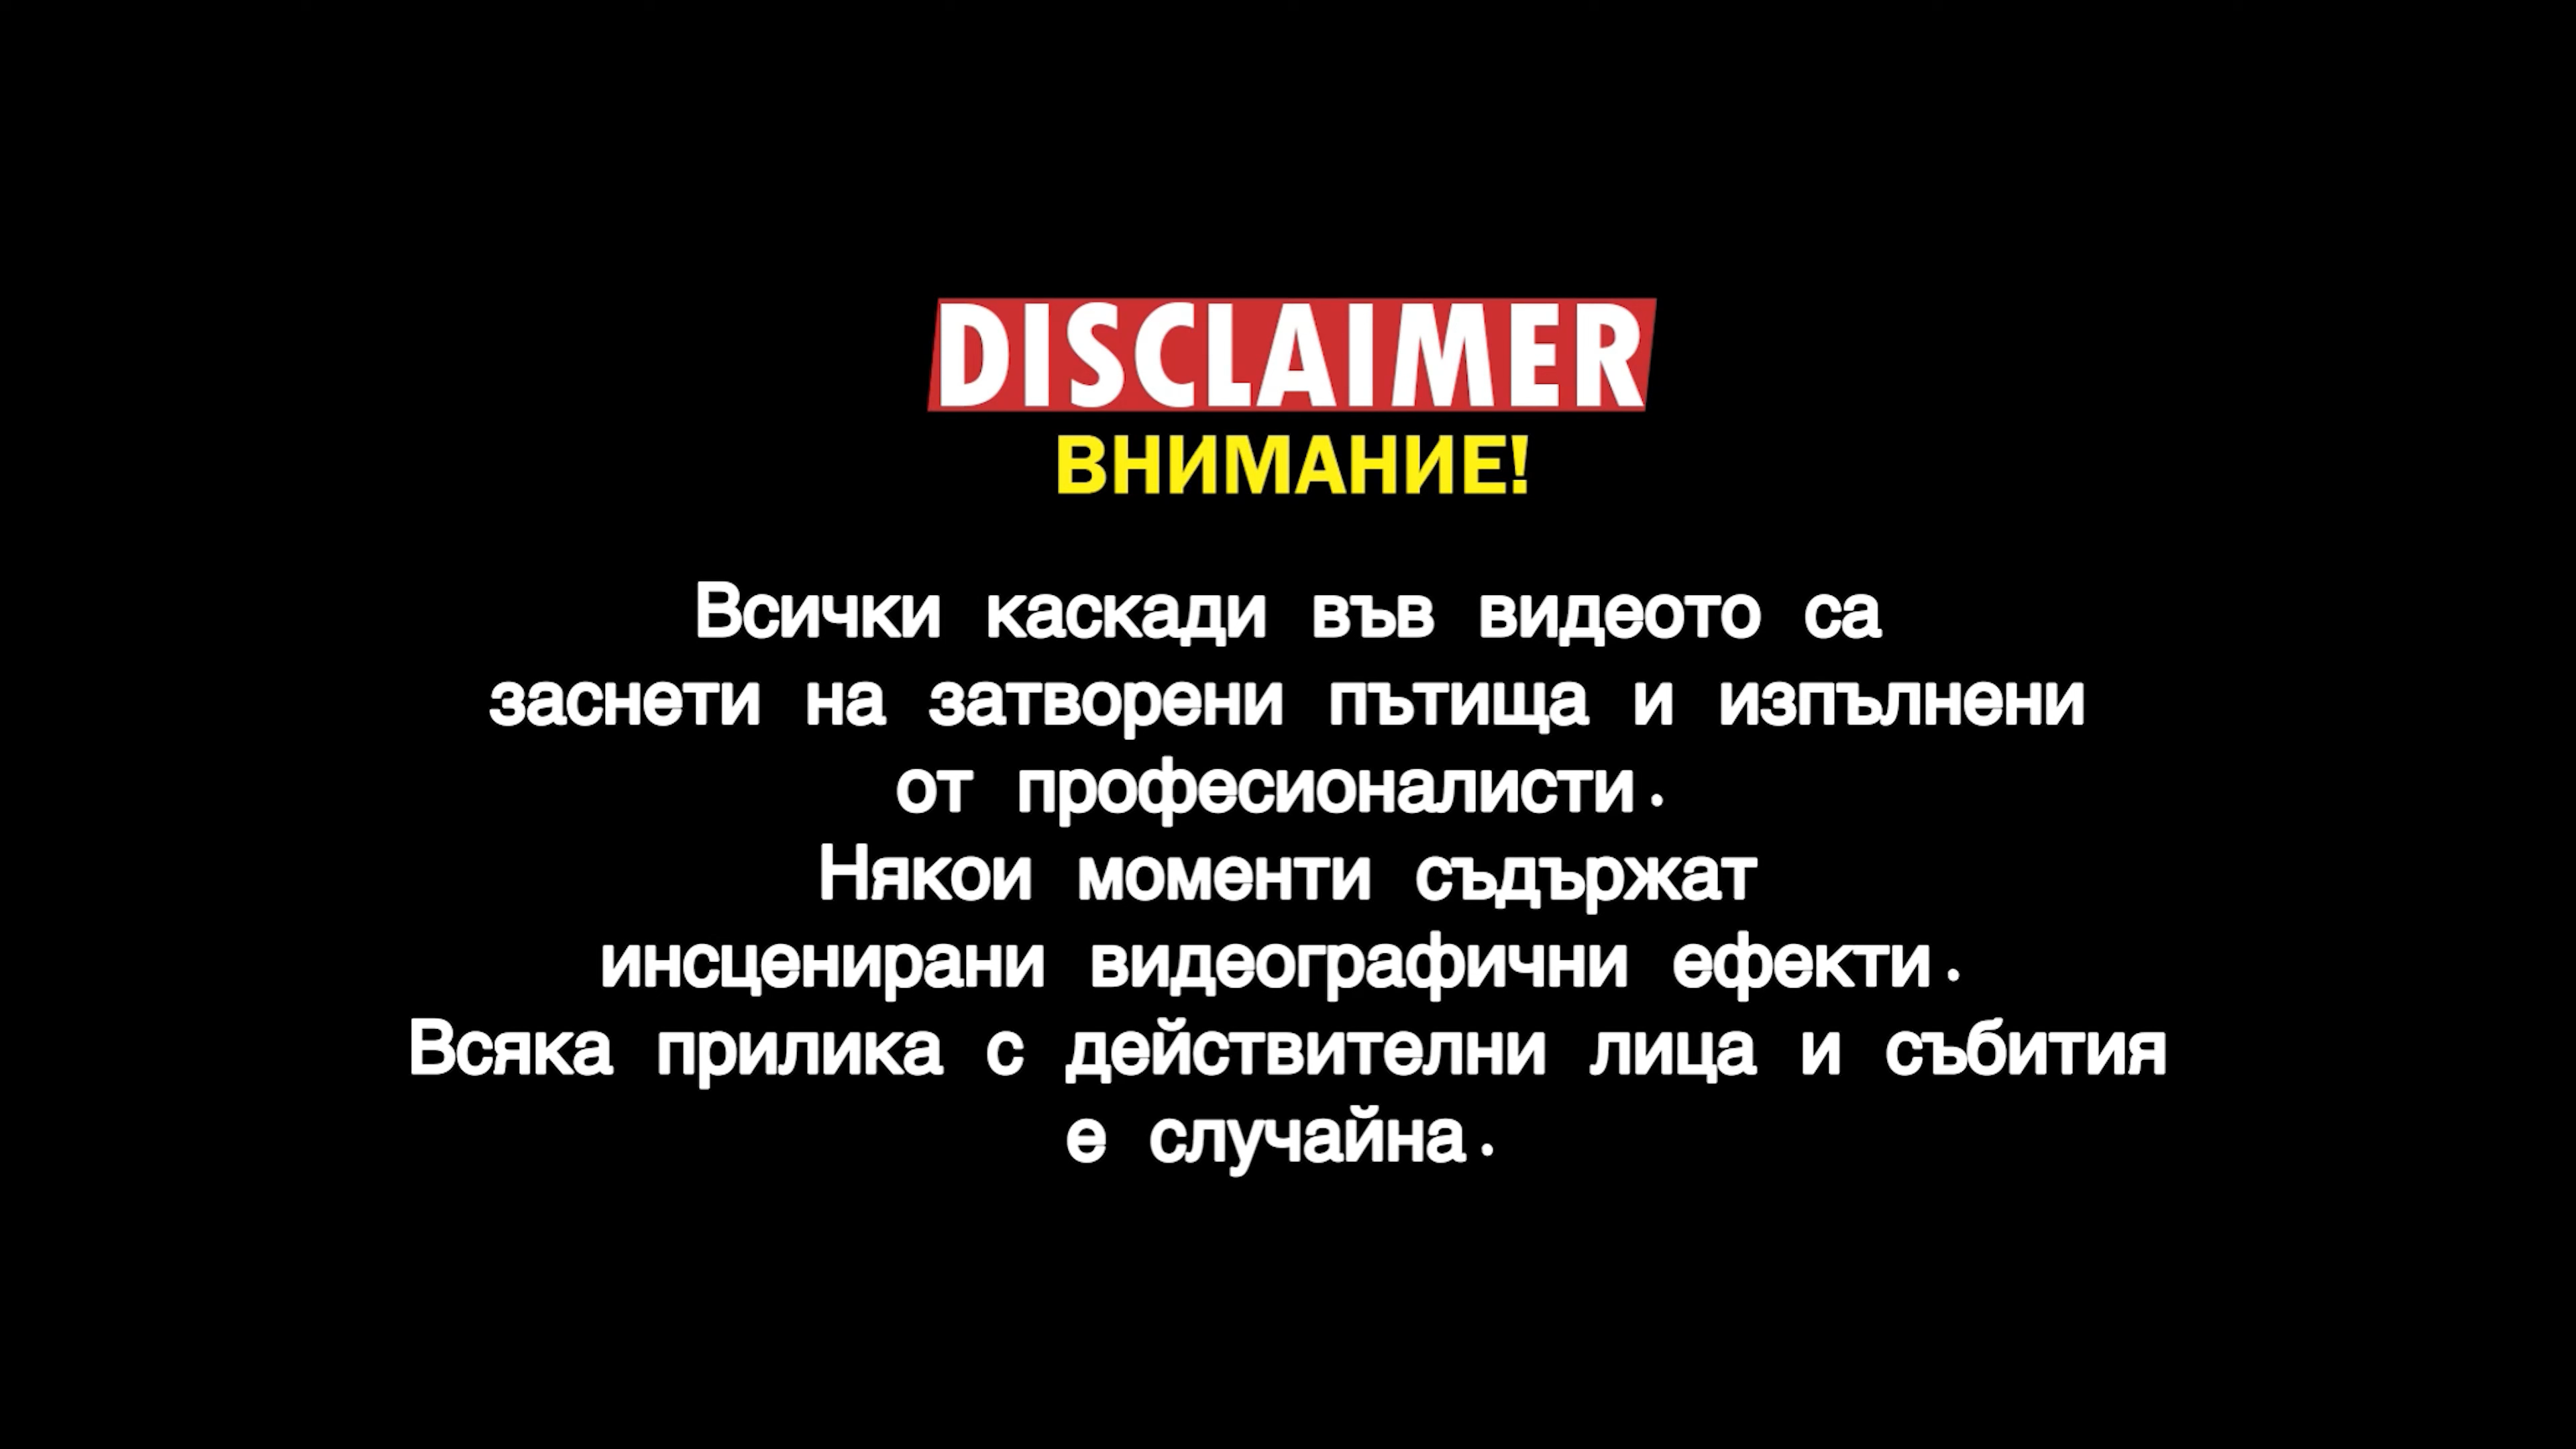 DISCLAIMER
ВНИМАНИЕ!
Всички каскади във видеото са
заснети на затворени пътища и изпълнени
от професионалисти.
Някои моменти съдържат
инсценирани видеографични ефекти.
Всяка прилика с действителни лица и събития
е случайна.